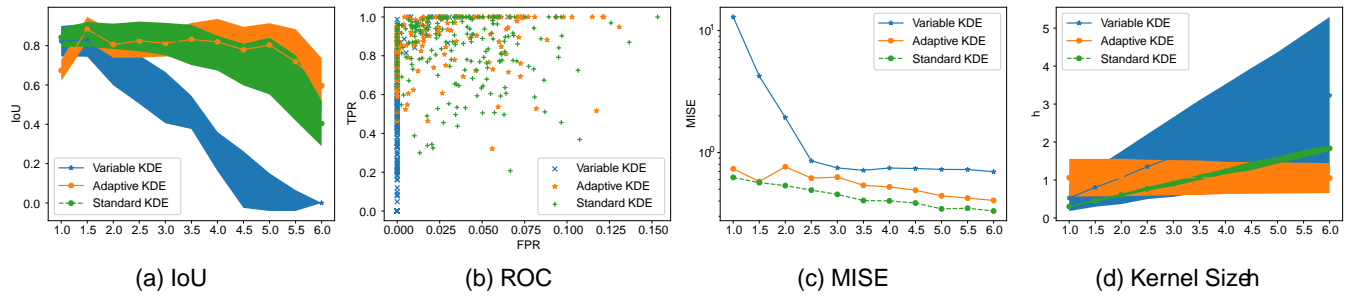 IoU
0.8
0.6
0.4
0.2
0.0
Variable KDE
Adaptive KDE
Standard KDE
1.0 1.5 2.0 2.5 3.0 3.5 4.0 4.5 5.0 5.5 6.0
(a) IoU
TPR
1.0
0.8
0.6
0.4
0.2
0.0
Variable KDE
Adaptive KDE
Standard KDE
0.000 0.025 0.050 0.075 0.100 0.125 0.150
FPR
(b) ROC
MISE
10¹
10⁰
Variable KDE
Adaptive KDE
Standard KDE
1.0 1.5 2.0 2.5 3.0 3.5 4.0 4.5 5.0 5.5 6.0
(c) MISE
h
5
4
3
2
1
0
Variable KDE
Adaptive KDE
Standard KDE
1.0 1.5 2.0 2.5 3.0 3.5 4.0 4.5 5.0 5.5 6.0
(d) Kernel Sizeh